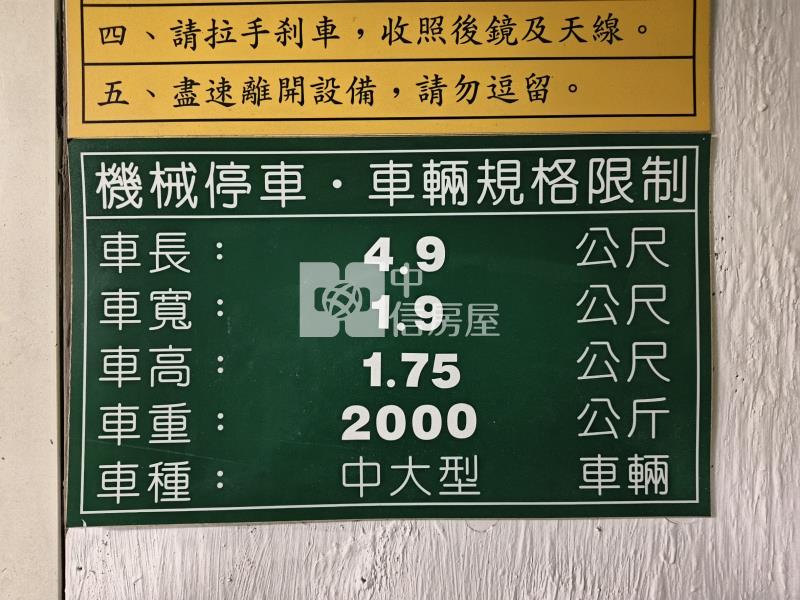 四、請拉手剎車，收照後鏡及天線。
五、盡速離開設備，請勿逗留。
機械停車・車輛規格限制
車長： 4.9 公尺
車寬： 1.9 公尺
車高： 1.75 公尺
車重： 2000 公斤
車種： 中大型 車輛
中
信房屋